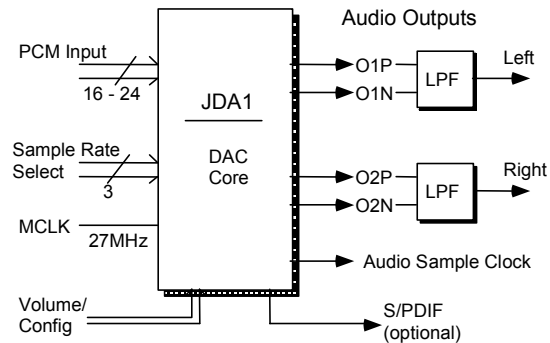 Audio Outputs
PCM Input
16 - 24
JDA1
DAC
Core
O1P
O1N
LPF
Left
Sample Rate
Select
3
O2P
O2N
LPF
Right
MCLK
27MHz
Audio Sample Clock
Volume/
Config
S/PDIF
(optional)